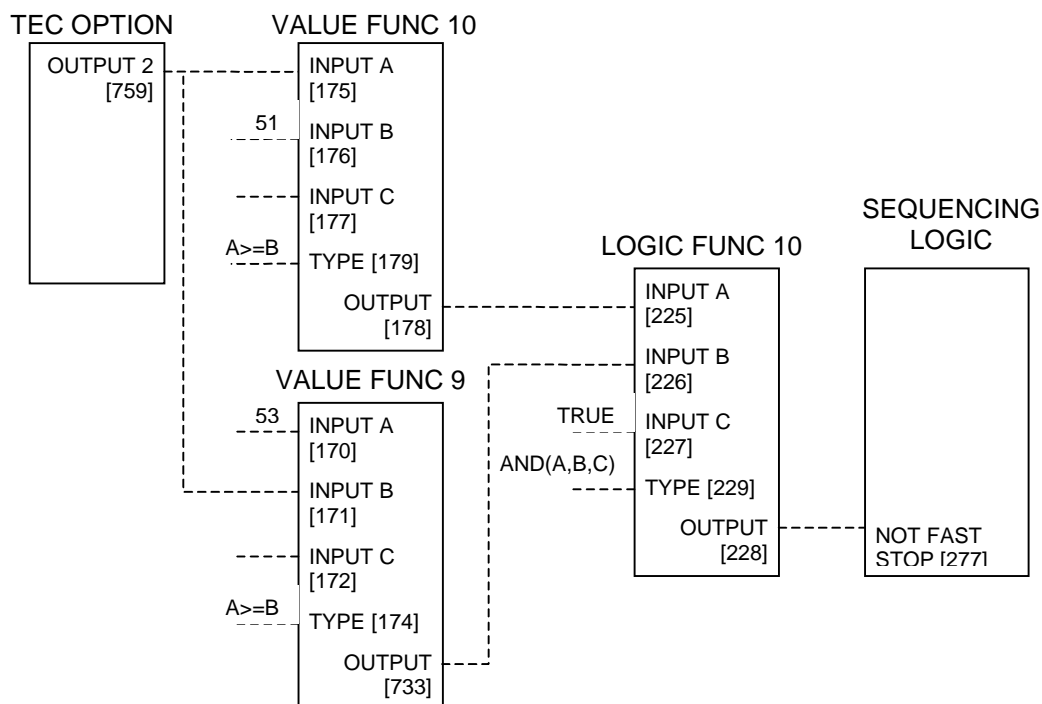 TEC OPTION
OUTPUT 2
[759]
VALUE FUNC 10
INPUT A
[175]
51
INPUT B
[176]
INPUT C
[177]
A>=B
TYPE [179]
OUTPUT
[178]
VALUE FUNC 9
53
INPUT A
[170]
INPUT B
[171]
INPUT C
[172]
A>=B
TYPE [174]
OUTPUT
[733]
LOGIC FUNC 10
INPUT A
[225]
INPUT B
[226]
TRUE
INPUT C
[227]
AND(A,B,C)
TYPE [229]
OUTPUT
[228]
SEQUENCING
LOGIC
NOT FAST
STOP [277]